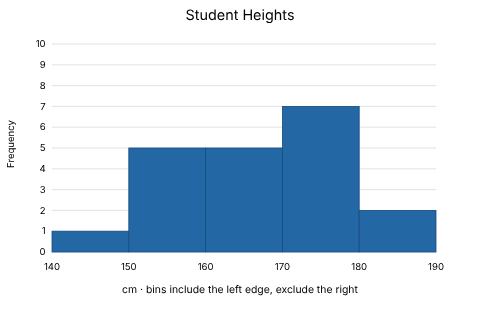 Student Heights
10
9
8
7
6
5
4
3
2
1
0
Frequency
140 150 160 170 180 190
cm · bins include the left edge, exclude the right